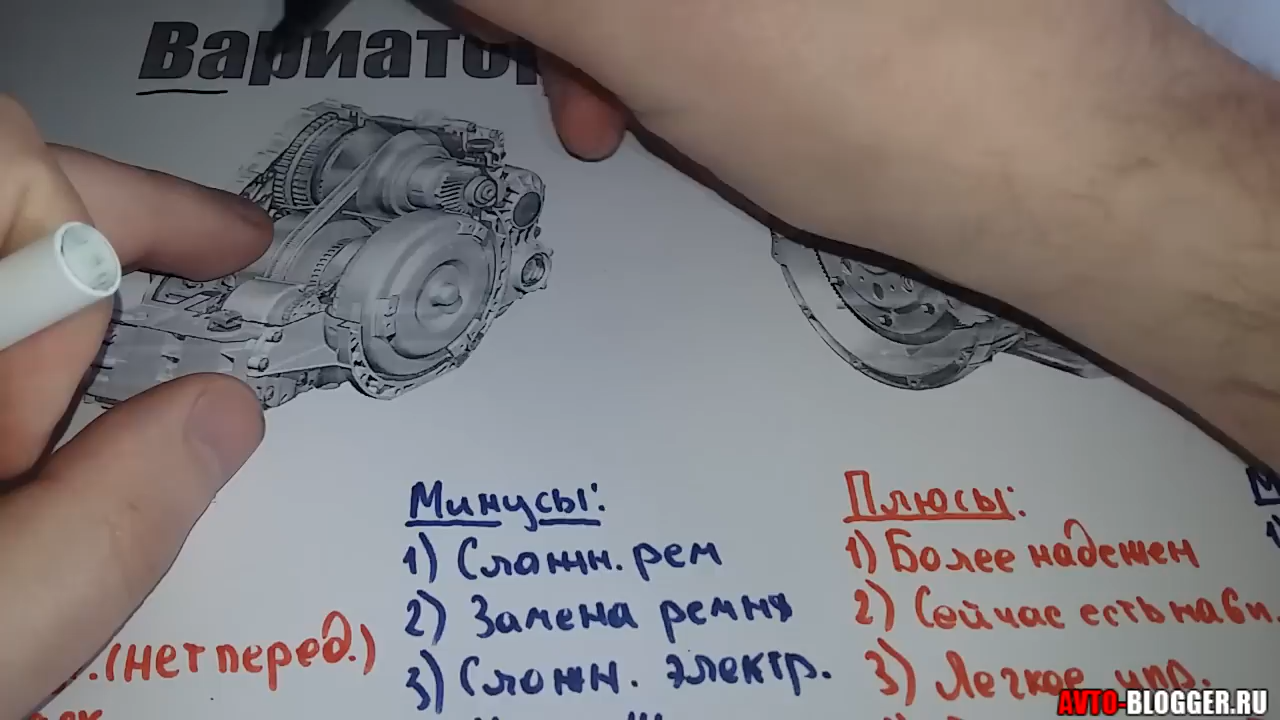 Вариатор
Минусы:
1) Сложн. рем
2) Замена ремня
3) Сложн. электр.
(нет перед.)
Плюсы:
1) Более надежен
2) Сейчас есть на
3) Легкое упр.
AVTO-BLOGGER.RU